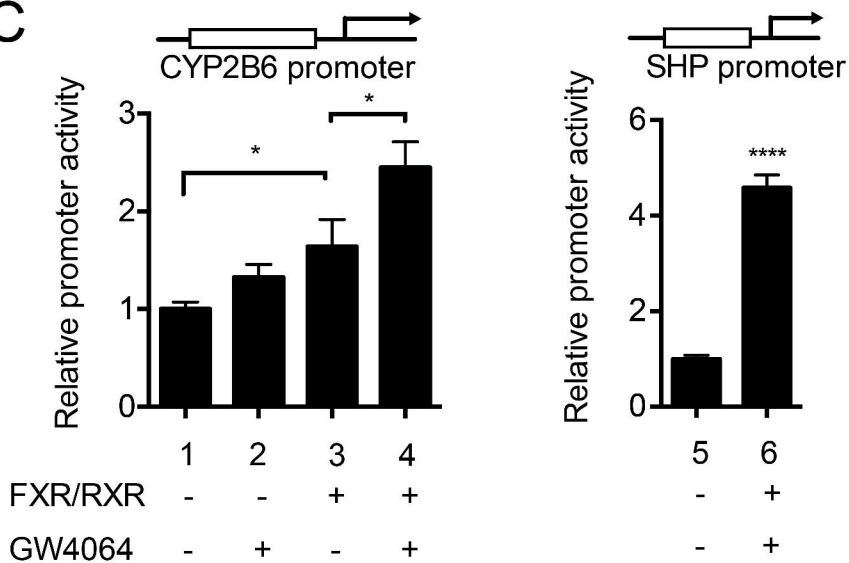 C
CYP2B6 promoter
Relative promoter activity
3
2
1
0
*
*
1 2 3 4
FXR/RXR - - + +
GW4064 - + - +
SHP promoter
Relative promoter activity
6
4
2
0
****
5 6
- +
- +